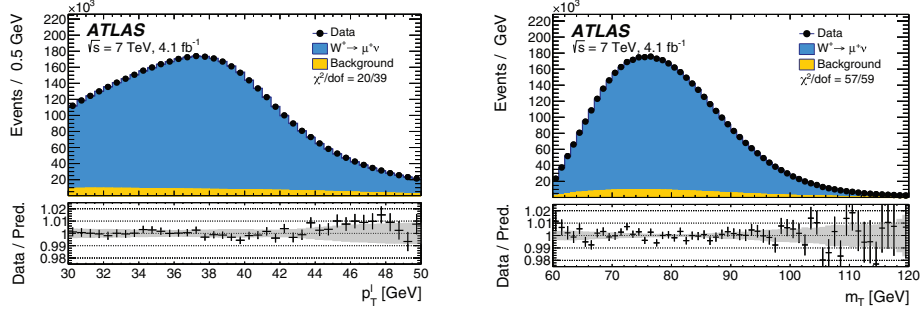 ×10³
220
200
180
160
140
120
100
80
60
40
20
Events / 0.5 GeV
ATLAS
√s = 7 TeV, 4.1 fb⁻¹
Data
W⁺→ μ⁺ν
Background
χ²/dof = 20/39
1.02
1.01
1
0.99
0.98
Data / Pred.
30 32 34 36 38 40 42 44 46 48 50
p_T^l [GeV]
×10³
220
200
180
160
140
120
100
80
60
40
20
Events / GeV
ATLAS
√s = 7 TeV, 4.1 fb⁻¹
Data
W⁺→ μ⁺ν
Background
χ²/dof = 57/59
1.02
1.01
1
0.99
0.98
Data / Pred.
60 70 80 90 100 110 120
m_T [GeV]